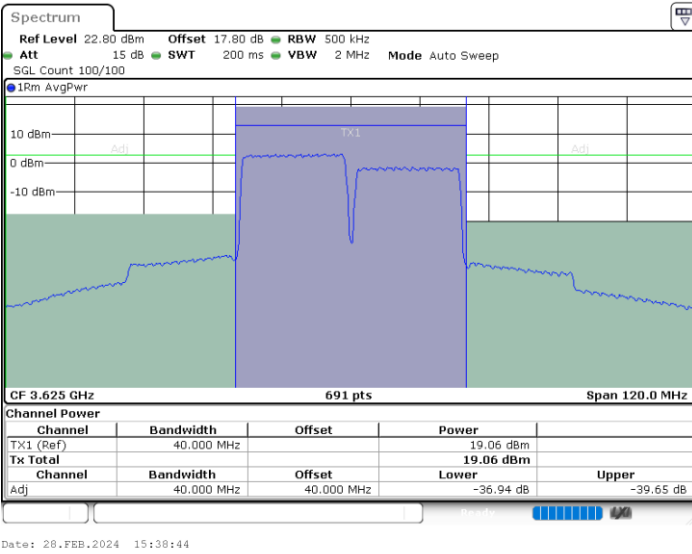 Spectrum
Ref Level 22.80 dBm Offset 17.80 dB RBW 500 kHz
Att 15 dB SWT 200 ms VBW 2 MHz Mode Auto Sweep
SGL Count 100/100
1Rm AvgPwr
TX1
10 dBm
Adj Adj
0 dBm
-10 dBm
CF 3.625 GHz 691 pts Span 120.0 MHz
Channel Power
Channel Bandwidth Offset Power
TX1 (Ref) 40.000 MHz 19.06 dBm
Tx Total 19.06 dBm
Channel Bandwidth Offset Lower Upper
Adj 40.000 MHz 40.000 MHz -36.94 dB -39.65 dB
Ready
Date: 28.FEB.2024 15:38:44